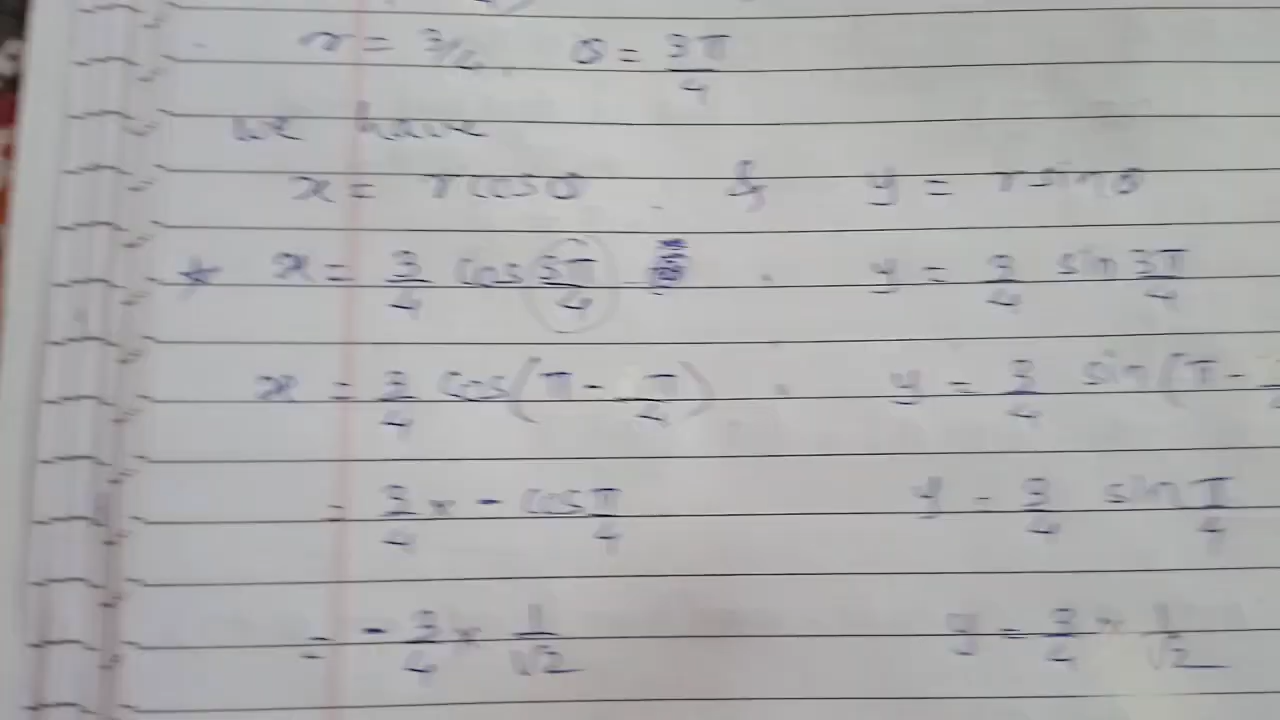 r = 3/4, θ = 3π/4
we have
x = r cos θ . & y = r sin θ
* x = 3/4 cos 3π/4 . y = 3/4 sin 3π/4
x = 3/4 cos(π - π/4) . y = 3/4 sin(π -
= 3/4 x - cos π/4 y = 3/4 sin π/4
= - 3/4 x 1/√2 y = 3/4 x 1/√2